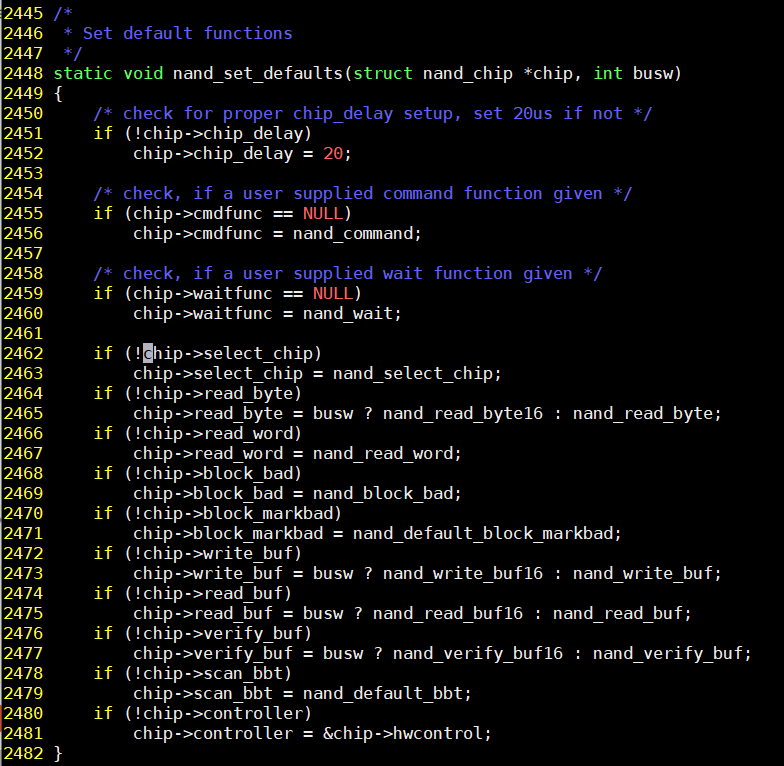 2445 /*
2446  * Set default functions
2447  */
2448 static void nand_set_defaults(struct nand_chip *chip, int busw)
2449 {
2450     /* check for proper chip_delay setup, set 20us if not */
2451     if (!chip->chip_delay)
2452         chip->chip_delay = 20;
2453
2454     /* check, if a user supplied command function given */
2455     if (chip->cmdfunc == NULL)
2456         chip->cmdfunc = nand_command;
2457
2458     /* check, if a user supplied wait function given */
2459     if (chip->waitfunc == NULL)
2460         chip->waitfunc = nand_wait;
2461
2462     if (!chip->select_chip)
2463         chip->select_chip = nand_select_chip;
2464     if (!chip->read_byte)
2465         chip->read_byte = busw ? nand_read_byte16 : nand_read_byte;
2466     if (!chip->read_word)
2467         chip->read_word = nand_read_word;
2468     if (!chip->block_bad)
2469         chip->block_bad = nand_block_bad;
2470     if (!chip->block_markbad)
2471         chip->block_markbad = nand_default_block_markbad;
2472     if (!chip->write_buf)
2473         chip->write_buf = busw ? nand_write_buf16 : nand_write_buf;
2474     if (!chip->read_buf)
2475         chip->read_buf = busw ? nand_read_buf16 : nand_read_buf;
2476     if (!chip->verify_buf)
2477         chip->verify_buf = busw ? nand_verify_buf16 : nand_verify_buf;
2478     if (!chip->scan_bbt)
2479         chip->scan_bbt = nand_default_bbt;
2480     if (!chip->controller)
2481         chip->controller = &chip->hwcontrol;
2482 }